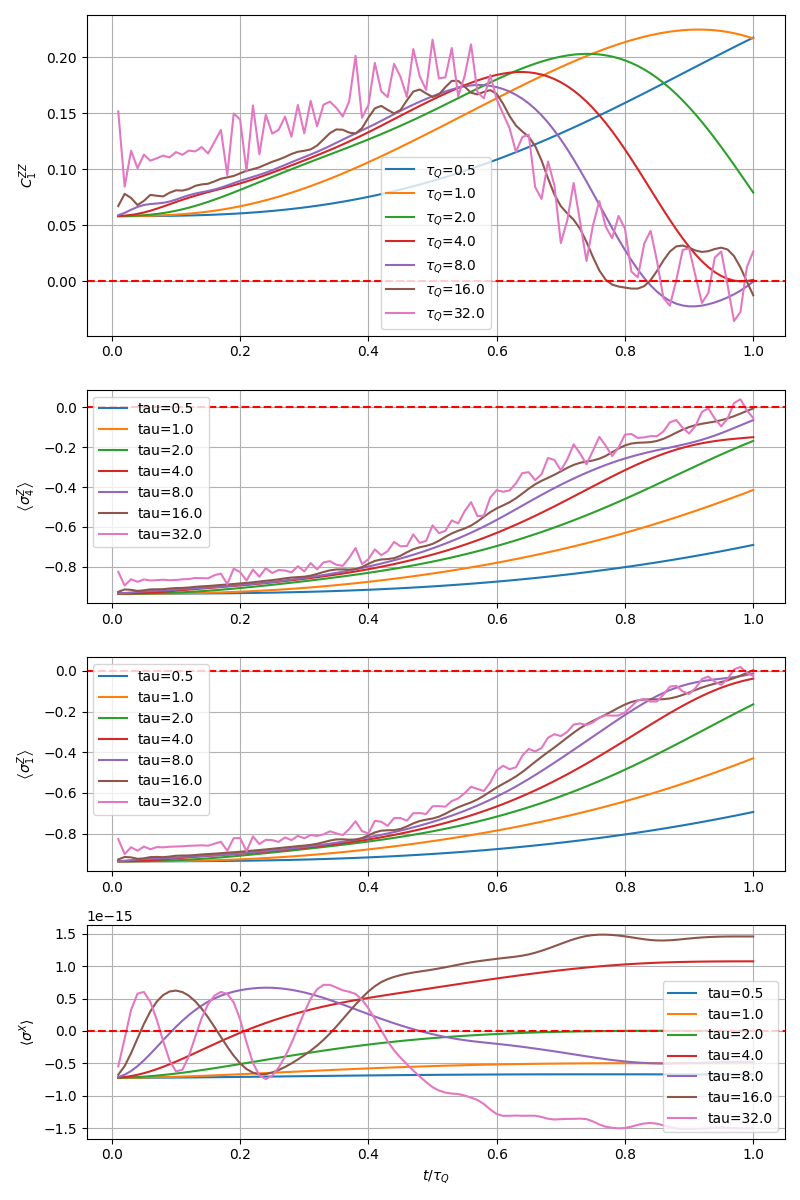 0.20
0.15
0.10
0.05
0.00
C₁^{ZZ}
τ_Q=0.5
τ_Q=1.0
τ_Q=2.0
τ_Q=4.0
τ_Q=8.0
τ_Q=16.0
τ_Q=32.0
0.0 0.2 0.4 0.6 0.8 1.0
0.0
−0.2
−0.4
−0.6
−0.8
⟨σ₄^Z⟩
tau=0.5
tau=1.0
tau=2.0
tau=4.0
tau=8.0
tau=16.0
tau=32.0
0.0 0.2 0.4 0.6 0.8 1.0
0.0
−0.2
−0.4
−0.6
−0.8
⟨σ₁^Z⟩
tau=0.5
tau=1.0
tau=2.0
tau=4.0
tau=8.0
tau=16.0
tau=32.0
0.0 0.2 0.4 0.6 0.8 1.0
1e−15
1.5
1.0
0.5
0.0
−0.5
−1.0
−1.5
⟨σ^X⟩
tau=0.5
tau=1.0
tau=2.0
tau=4.0
tau=8.0
tau=16.0
tau=32.0
0.0 0.2 0.4 0.6 0.8 1.0
t/τ_Q